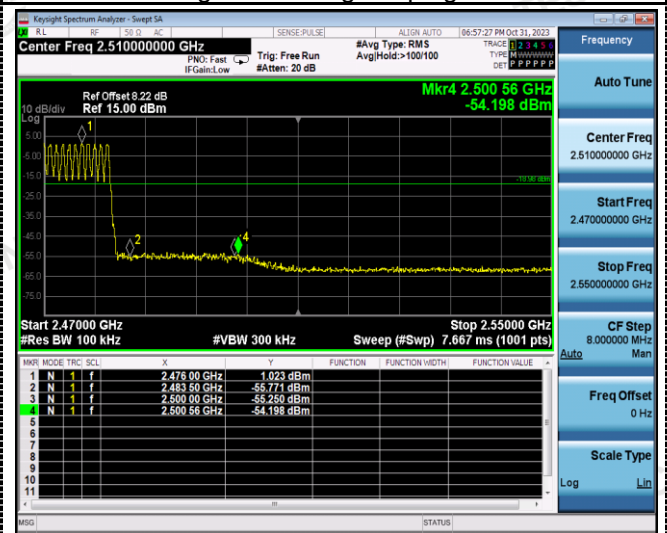 Keysight Spectrum Analyzer - Swept SA
RL RF 50 Ω AC SENSE:PULSE ALIGN AUTO 06:57:27 PM Oct 31, 2023
Center Freq 2.510000000 GHz
PNO: Fast
IFGain:Low
Trig: Free Run
#Atten: 20 dB
#Avg Type: RMS
Avg|Hold:>100/100
TRACE 1 2 3 4 5 6
TYPE M W W W W W
DET P P P P P P
Frequency
Ref Offset 8.22 dB
Ref 15.00 dBm
10 dB/div
Log
Mkr4 2.500 56 GHz
-54.198 dBm
5.00
-5.00
-15.0
-25.0
-35.0
-45.0
-55.0
-65.0
-75.0
1
2
4
Start 2.47000 GHz
#Res BW 100 kHz
#VBW 300 kHz
Stop 2.55000 GHz
Sweep (#Swp) 7.667 ms (1001 pts)
MKR MODE TRC SCL X Y FUNCTION FUNCTION WIDTH FUNCTION VALUE
1 N 1 f 2.476 00 GHz 1.023 dBm
2 N 1 f 2.483 50 GHz -55.771 dBm
3 N 1 f 2.500 00 GHz -55.250 dBm
4 N 1 f 2.500 56 GHz -54.198 dBm
5
6
7
8
9
10
11
MSG STATUS
Auto Tune
Center Freq
2.510000000 GHz
Start Freq
2.470000000 GHz
Stop Freq
2.550000000 GHz
CF Step
8.000000 MHz
Auto Man
Freq Offset
0 Hz
Scale Type
Log Lin